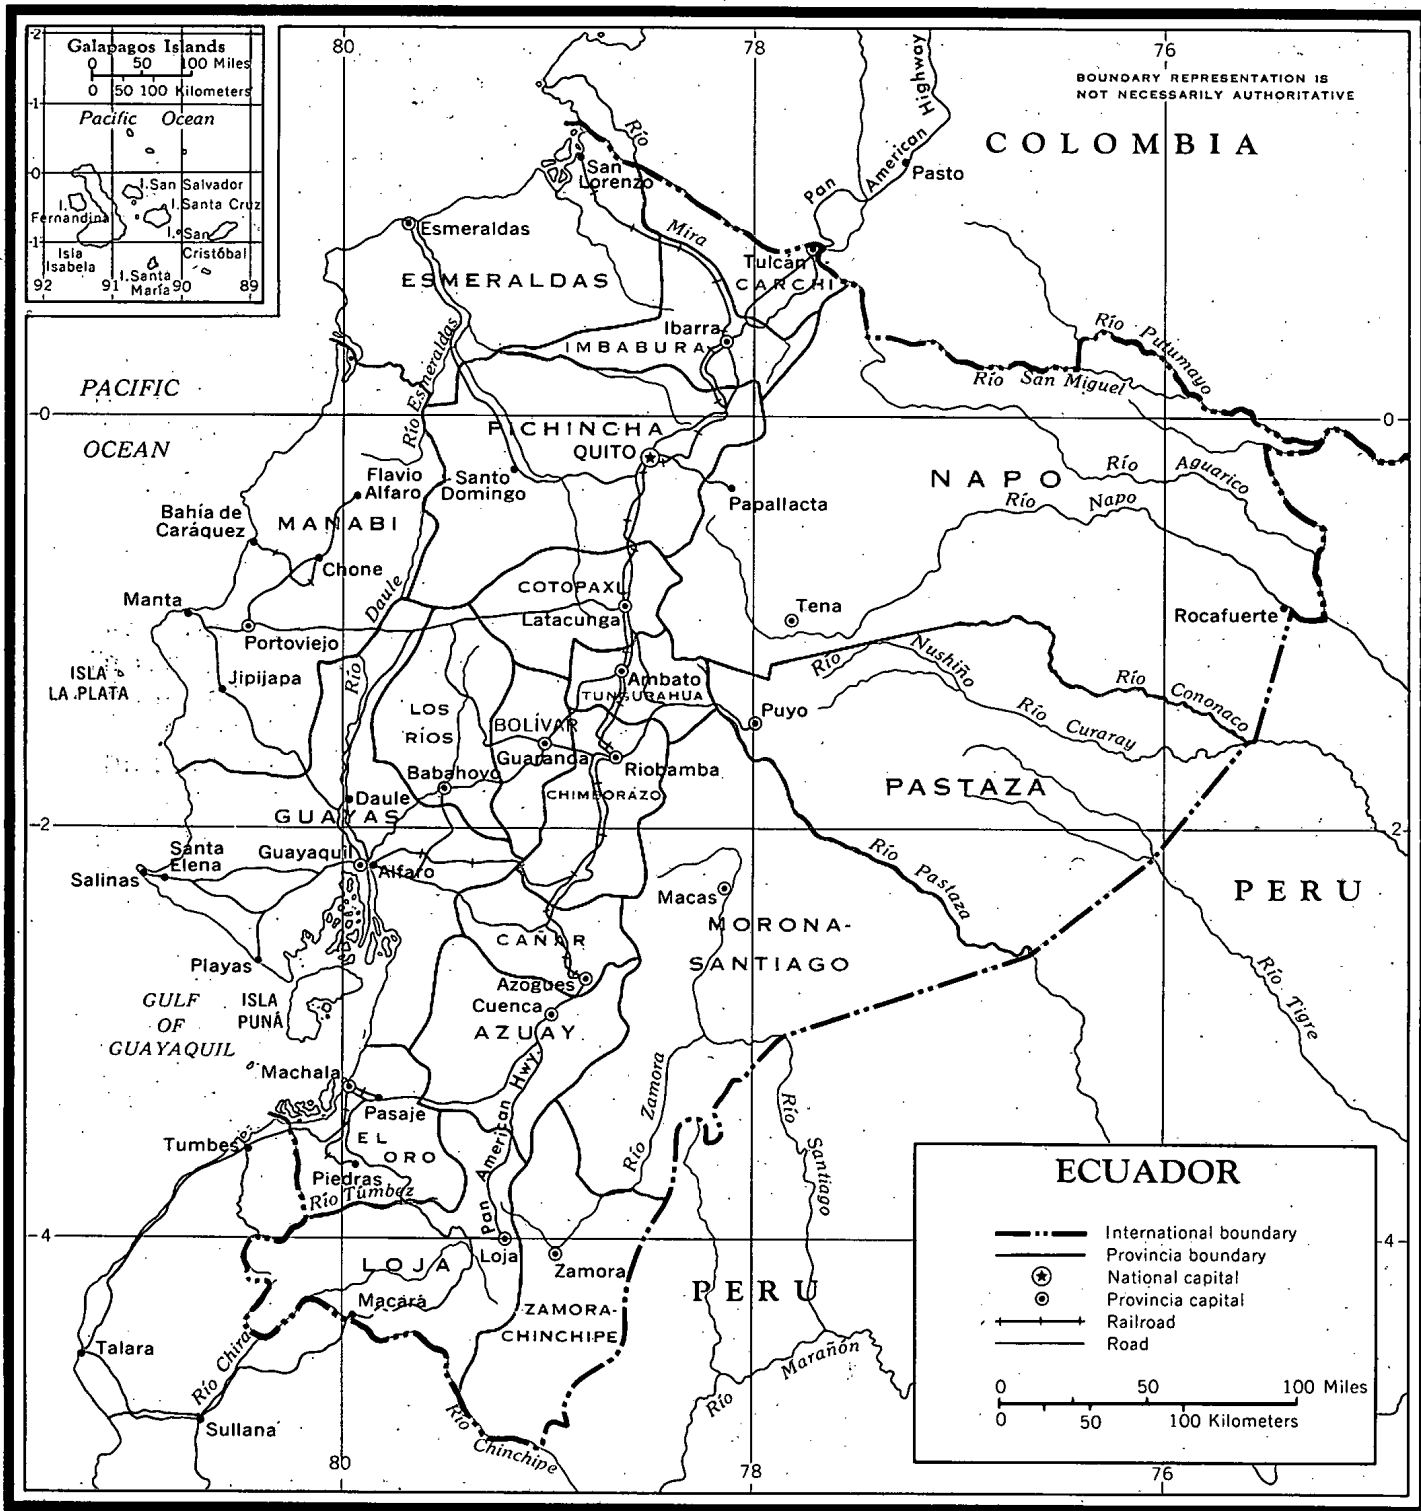 Galapagos Islands
0 50 100 Miles
0 50 100 Kilometers
Pacific Ocean
I. San Salvador
I. Santa Cruz
I.
Fernandina
I. San
Cristóbal
Isla
Isabela
I. Santa
María
-2
-1
0
-1
92 91 90 89
80 78 76
BOUNDARY REPRESENTATION IS
NOT NECESSARILY AUTHORITATIVE
COLOMBIA
Pan American Highway
Pasto
Río Mira
San
Lorenzo
Esmeraldas
ESMERALDAS
Tulcán
CARCHI
Ibarra
IMBABURA
Río Putumayo
Río San Miguel
Río Esmeraldas
PACIFIC
OCEAN
0 0
PICHINCHA
QUITO
Flavio
Alfaro
Santo
Domingo
Papallacta
NAPO
Río Aguarico
Río Napo
Bahía de
Caráquez
MANABI
Chone
COTOPAXI
Latacunga
Río Daule
Manta
Portoviejo
Tena
Rocafuerte
ISLA
LA PLATA
Jipijapa
Ambato
TUNGURAHUA
Río Nushiño
Río Cononaco
Río Curaray
Puyo
LOS
RÍOS
BOLÍVAR
Guaranda
Riobamba
Babahoyo
CHIMBORAZO
PASTAZA
Daule
GUAYAS
2 2
Santa
Elena
Salinas
Guayaquil
Alfaro
Río Pastaza
PERU
Macas
MORONA-
SANTIAGO
CAÑAR
Playas
Azogues
Cuenca
AZUAY
Río Tigre
GULF
OF
GUAYAQUIL
ISLA
PUNÁ
Machala
Pasaje
Pan American Hwy.
Río Zamora
Río Santiago
Tumbes
EL
ORO
Piedras
Río Túmbez
4 4
Loja
Zamora
LOJA
Macará
ZAMORA-
CHINCHIPE
PERU
Talara
Río Chira
Sullana
Río Chinchipe
Río Marañón
80 78 76
ECUADOR
International boundary
Provincia boundary
National capital
Provincia capital
Railroad
Road
0 50 100 Miles
0 50 100 Kilometers